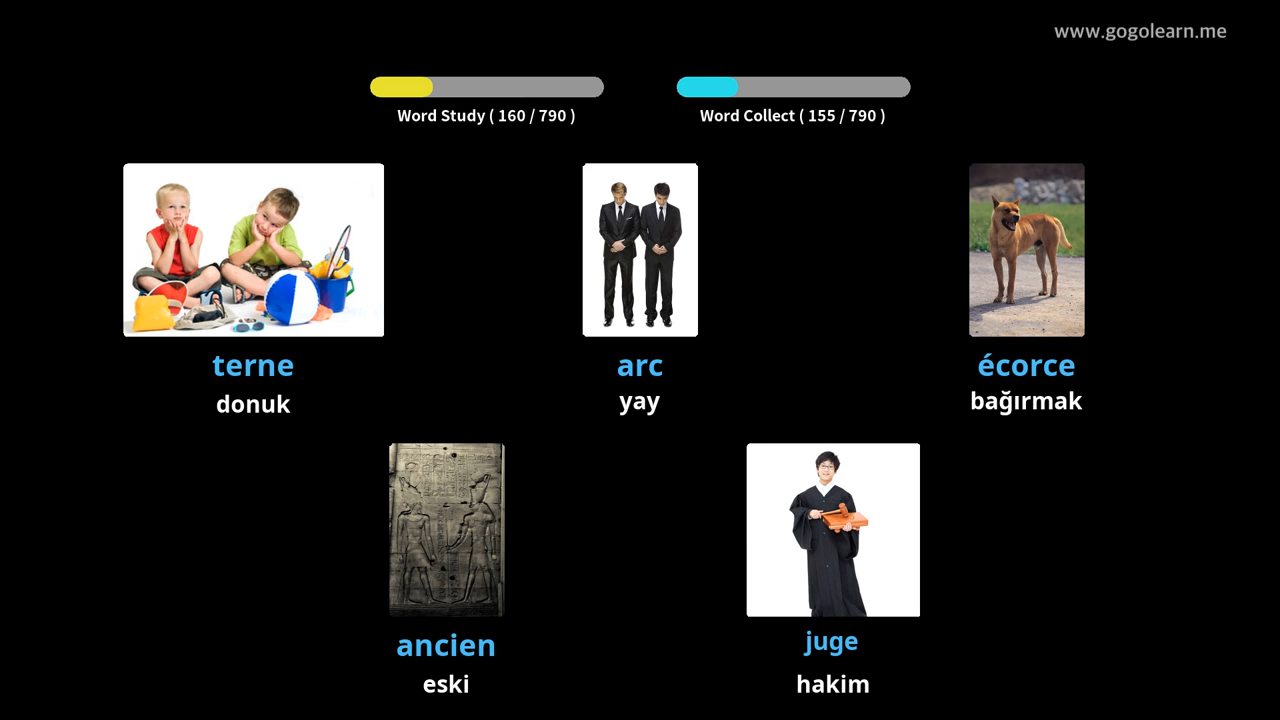 www.gogolearn.me
Word Study ( 160 / 790 )
Word Collect ( 155 / 790 )
terne
donuk
arc
yay
écorce
bağırmak
ancien
eski
juge
hakim